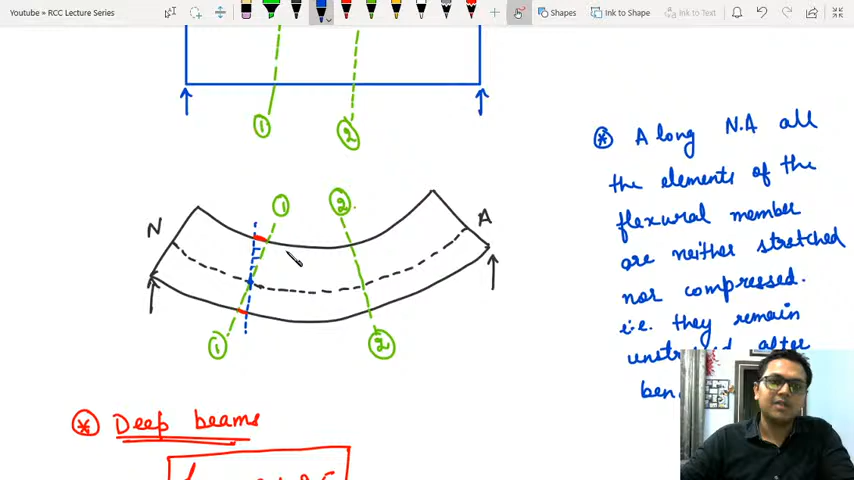 Youtube » RCC Lecture Series
Shapes
Ink to Shape
Ink to Text
1
2
1
2
N
A
1
2
* Along N.A all
the elements of the
flexural member
are neither stretched
nor compressed.
i.e. they remain
after
* Deep beams